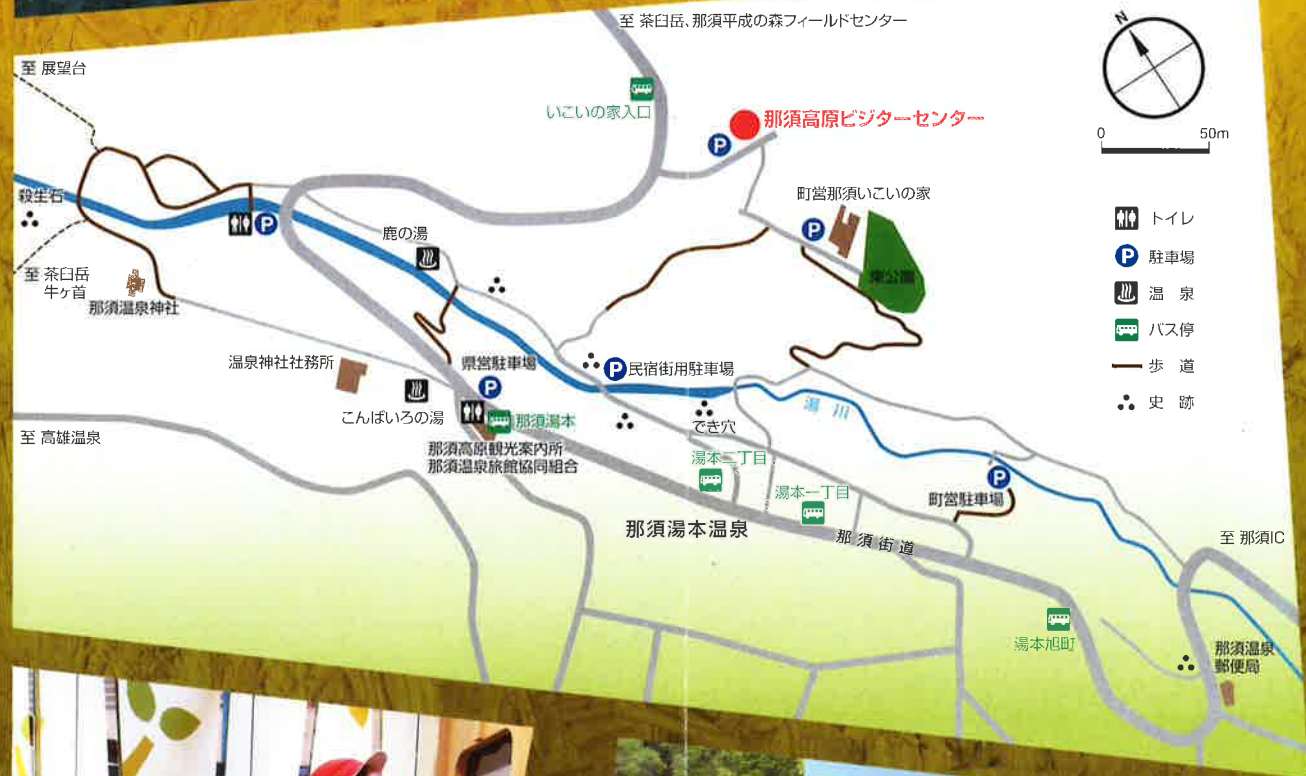 至 茶臼岳、那須平成の森フィールドセンター
N
至 展望台
いこいの家入口
那須高原ビジターセンター
P
0 50m
殺生石
町営那須いこいの家
トイレ
P
P
鹿の湯
P 駐車場
東公園
至 茶臼岳
牛ヶ首
温 泉
那須温泉神社
バス停
温泉神社社務所
県営駐車場
P 民宿街用駐車場
歩 道
P
湯 川
史 跡
こんばいろの湯
那須湯本
でき穴
至 高雄温泉
那須高原観光案内所
那須温泉旅館協同組合
湯本二丁目
P
湯本一丁目
町営駐車場
那須湯本温泉
那須街道
至 那須IC
湯本旭町
那須温泉
郵便局